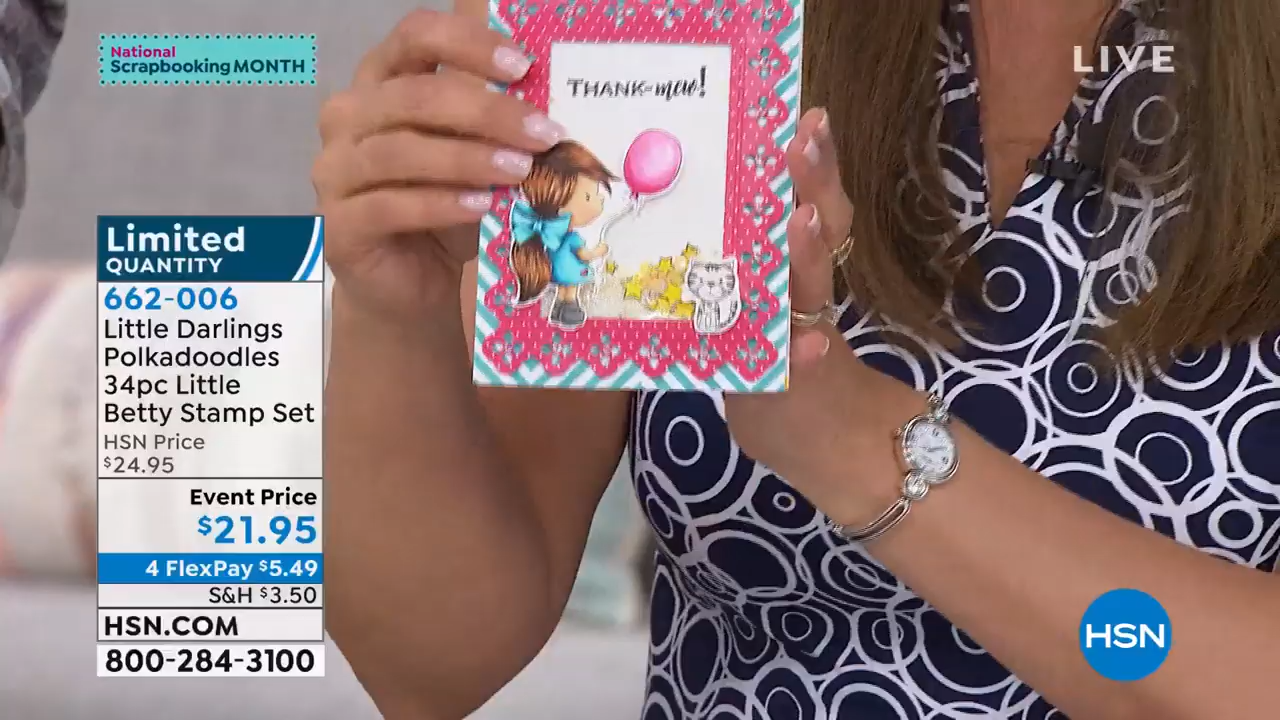 National
Scrapbooking MONTH
LIVE
THANK-mew!
Limited
QUANTITY
662-006
Little Darlings
Polkadoodles
34pc Little
Betty Stamp Set
HSN Price
$24.95
Event Price
$21.95
4 FlexPay $5.49
S&H $3.50
HSN.COM
800-284-3100
HSN